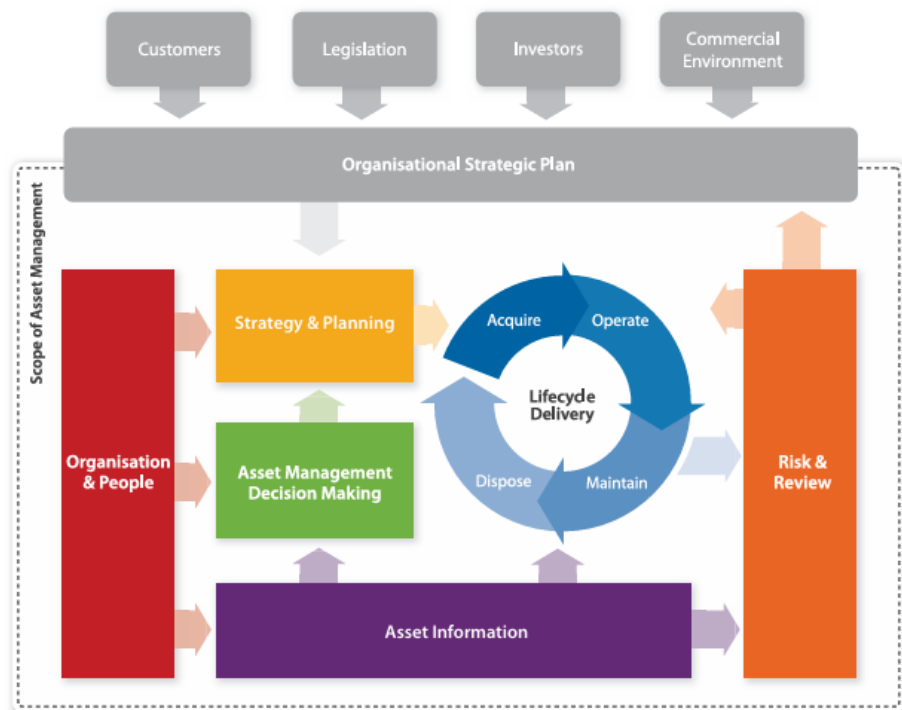 Customers
Legislation
Investors
Commercial
Environment
Organisational Strategic Plan
Scope of Asset Management
Strategy & Planning
Acquire
Operate
Lifecycle
Delivery
Organisation
& People
Asset Management
Decision Making
Dispose
Maintain
Risk &
Review
Asset Information